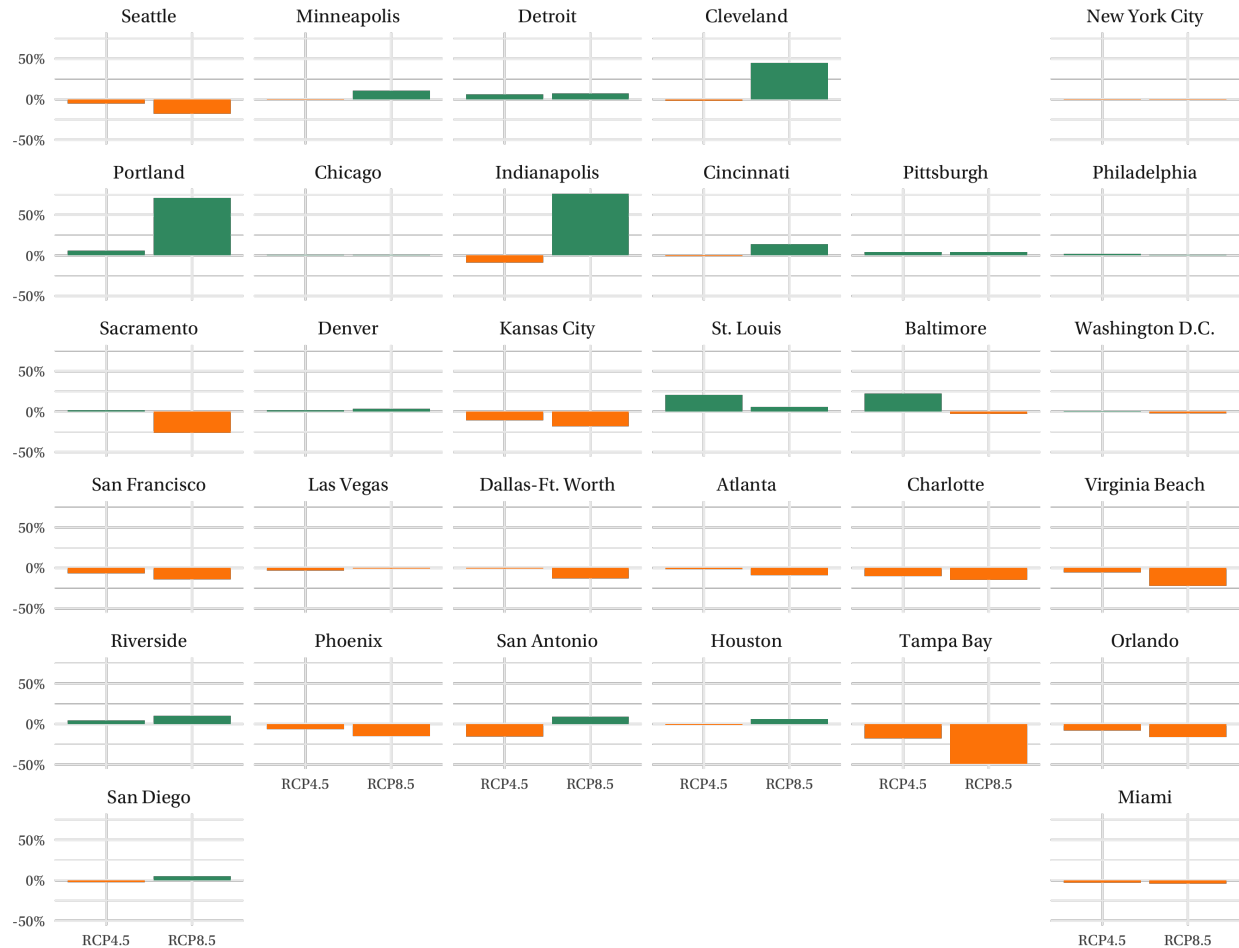 Seattle Minneapolis Detroit Cleveland New York City
50%
0%
-50%
Portland Chicago Indianapolis Cincinnati Pittsburgh Philadelphia
50%
0%
-50%
Sacramento Denver Kansas City St. Louis Baltimore Washington D.C.
50%
0%
-50%
San Francisco Las Vegas Dallas-Ft. Worth Atlanta Charlotte Virginia Beach
50%
0%
-50%
Riverside Phoenix San Antonio Houston Tampa Bay Orlando
50%
0%
-50%
RCP4.5 RCP8.5 RCP4.5 RCP8.5 RCP4.5 RCP8.5 RCP4.5 RCP8.5
San Diego Miami
50%
0%
-50%
RCP4.5 RCP8.5 RCP4.5 RCP8.5